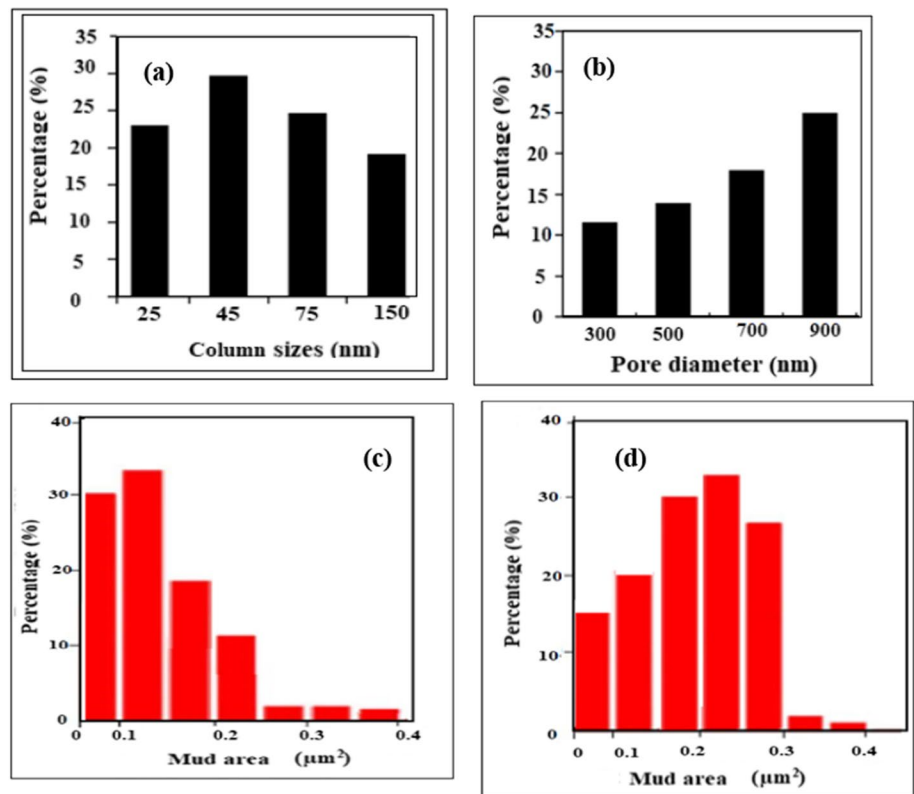 (a)
Percentage (%)
35
30
25
20
15
10
5
0
25 45 75 150
Column sizes (nm)
(b)
Percentage (%)
35
30
25
20
15
10
5
0
300 500 700 900
Pore diameter (nm)
(c)
Percentage (%)
40
30
20
10
0
0 0.1 0.2 0.3 0.4
Mud area (μm²)
(d)
Percentage (%)
40
30
20
10
0
0 0.1 0.2 0.3 0.4
Mud area (μm²)